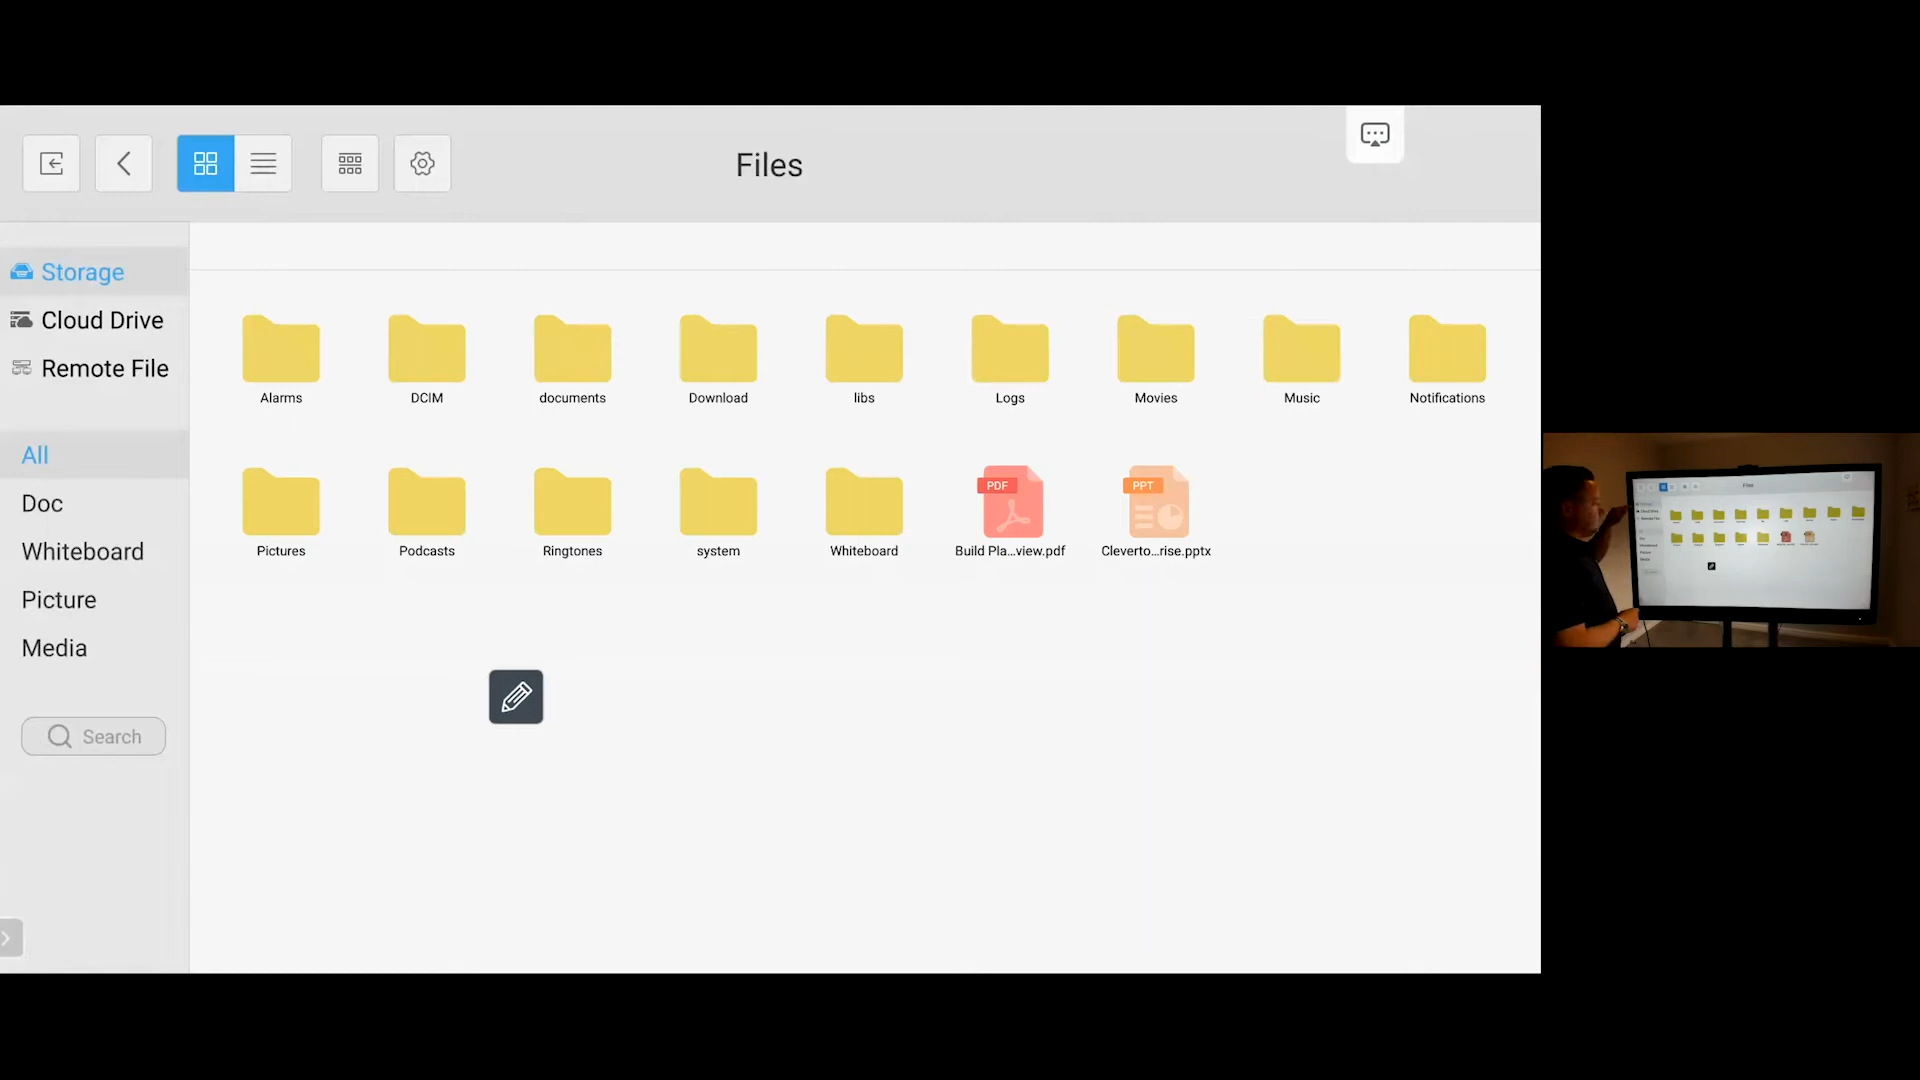 Files
Storage
Cloud Drive
Remote File
All
Doc
Whiteboard
Picture
Media
Search
Alarms
DCIM
documents
Download
libs
Logs
Movies
Music
Notifications
Pictures
Podcasts
Ringtones
system
Whiteboard
PDF
Build Pla...view.pdf
PPT
Cleverto...rise.pptx